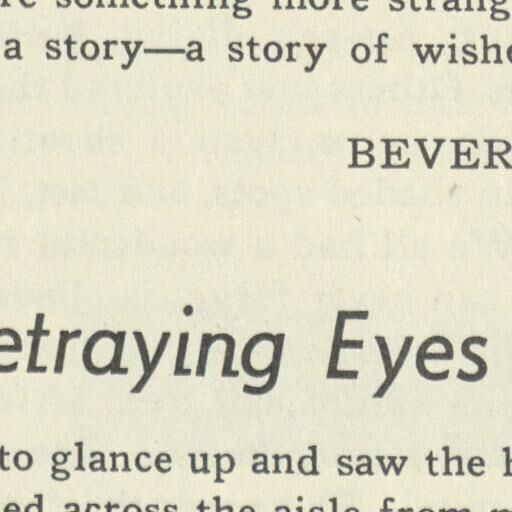 re something more strang
a story—a story of wishe
BEVER
etraying Eyes
to glance up and saw the h
ed across the aisle from